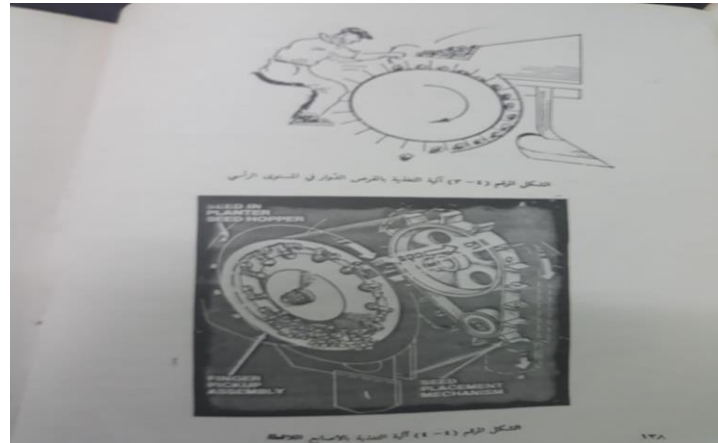 الشكل الرقم (٤-٣) آلية التغذية بالقرص الدوار في المستوى الرأسي
SEED IN
PLANTER
SEED HOPPER
FINGER
PICKUP
ASSEMBLY
SEED
PLACEMENT
MECHANISM
الشكل الرقم (٤-٤) آلية التغذية بالأصابع اللاقطة
١٣٨